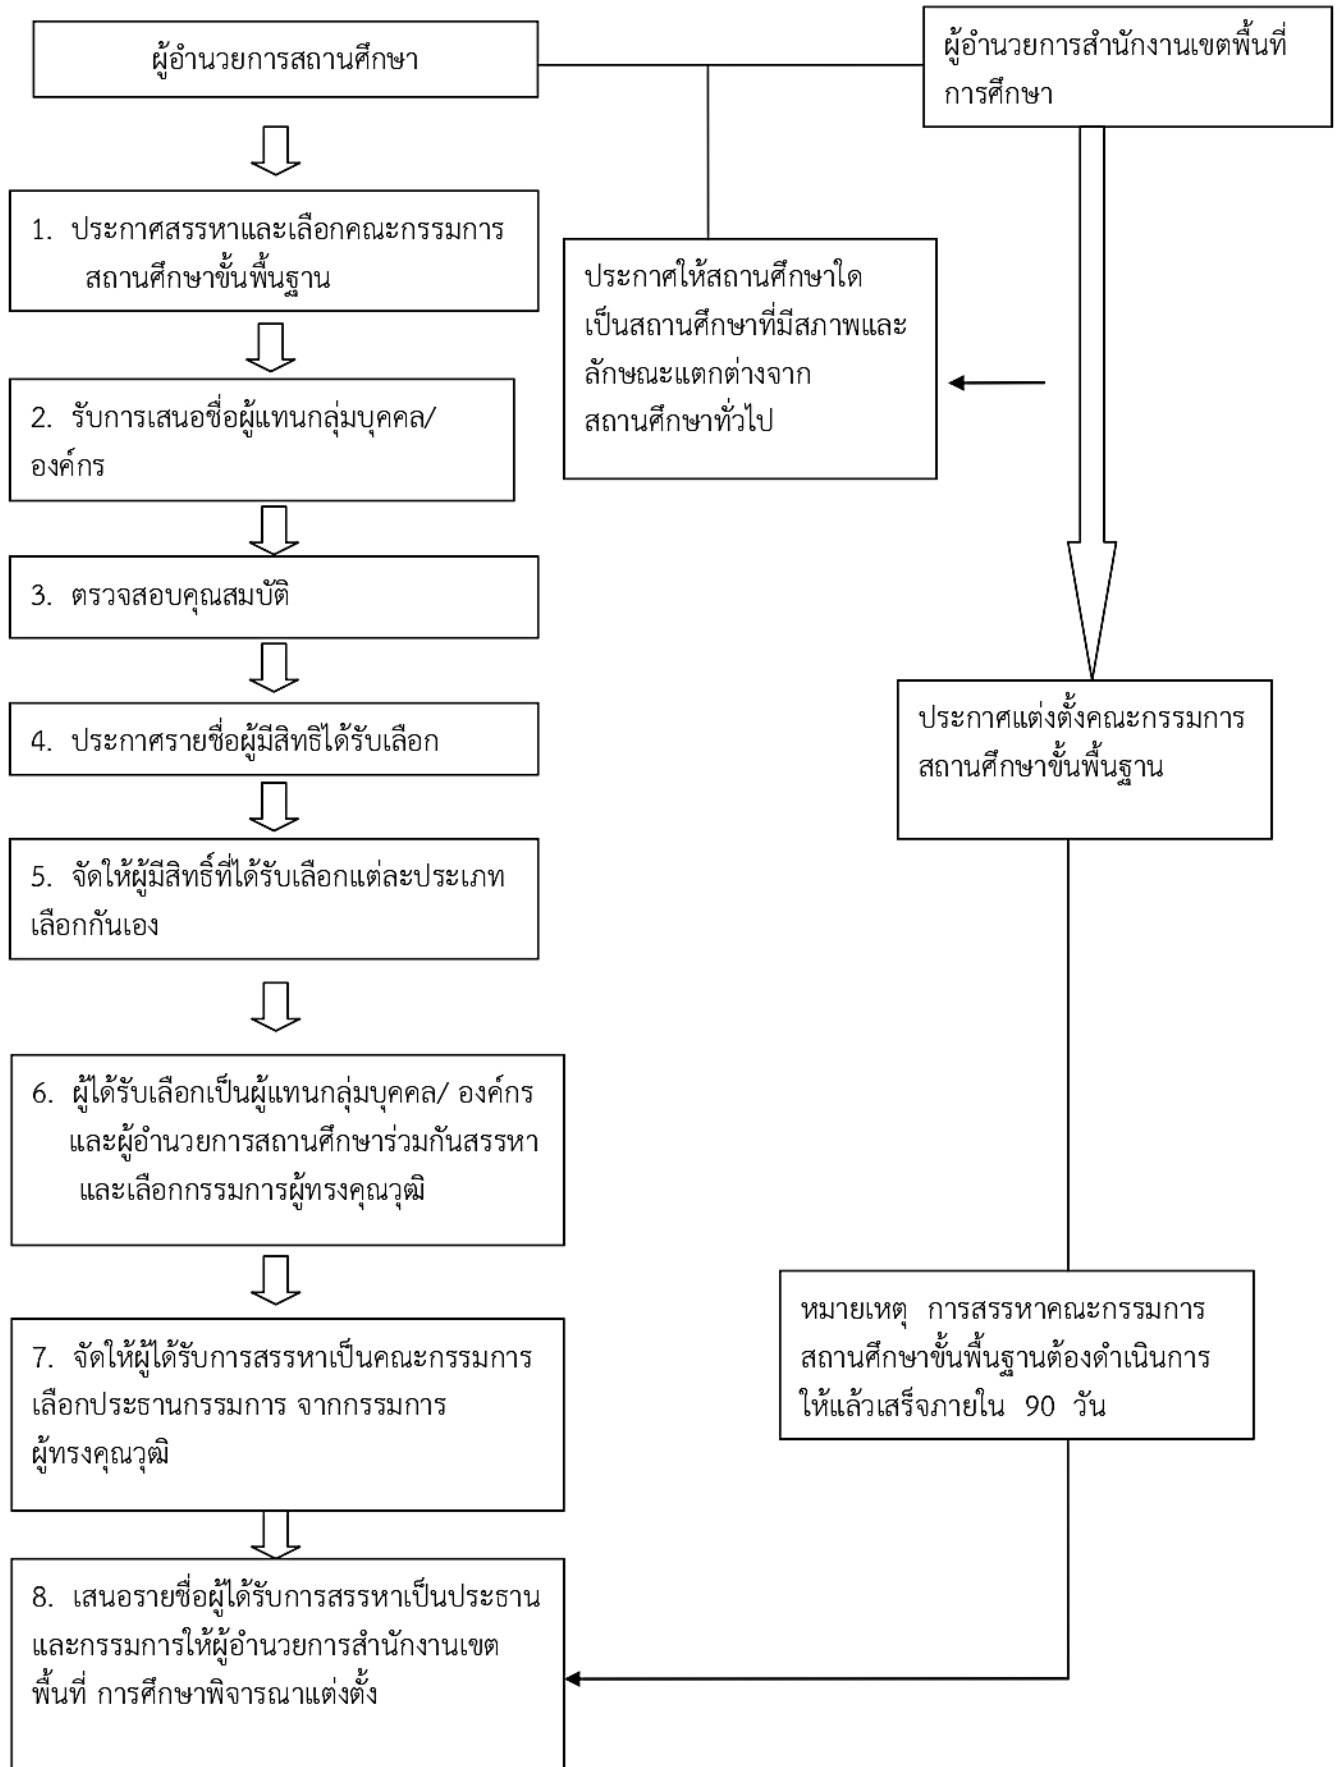 ผู้อำนวยการสถานศึกษา
ผู้อำนวยการสำนักงานเขตพื้นที่
การศึกษา
1. ประกาศสรรหาและเลือกคณะกรรมการ
สถานศึกษาขั้นพื้นฐาน
ประกาศให้สถานศึกษาใด
เป็นสถานศึกษาที่มีสภาพและ
ลักษณะแตกต่างจาก
สถานศึกษาทั่วไป
2. รับการเสนอชื่อผู้แทนกลุ่มบุคคล/
องค์กร
3. ตรวจสอบคุณสมบัติ
4. ประกาศรายชื่อผู้มีสิทธิได้รับเลือก
ประกาศแต่งตั้งคณะกรรมการ
สถานศึกษาขั้นพื้นฐาน
5. จัดให้ผู้มีสิทธิ์ที่ได้รับเลือกแต่ละประเภท
เลือกกันเอง
6. ผู้ได้รับเลือกเป็นผู้แทนกลุ่มบุคคล/ องค์กร
และผู้อำนวยการสถานศึกษาร่วมกันสรรหา
และเลือกกรรมการผู้ทรงคุณวุฒิ
หมายเหตุ การสรรหาคณะกรรมการ
สถานศึกษาขั้นพื้นฐานต้องดำเนินการ
ให้แล้วเสร็จภายใน 90 วัน
7. จัดให้ผู้ได้รับการสรรหาเป็นคณะกรรมการ
เลือกประธานกรรมการ จากกรรมการ
ผู้ทรงคุณวุฒิ
8. เสนอรายชื่อผู้ได้รับการสรรหาเป็นประธาน
และกรรมการให้ผู้อำนวยการสำนักงานเขต
พื้นที่ การศึกษาพิจารณาแต่งตั้ง